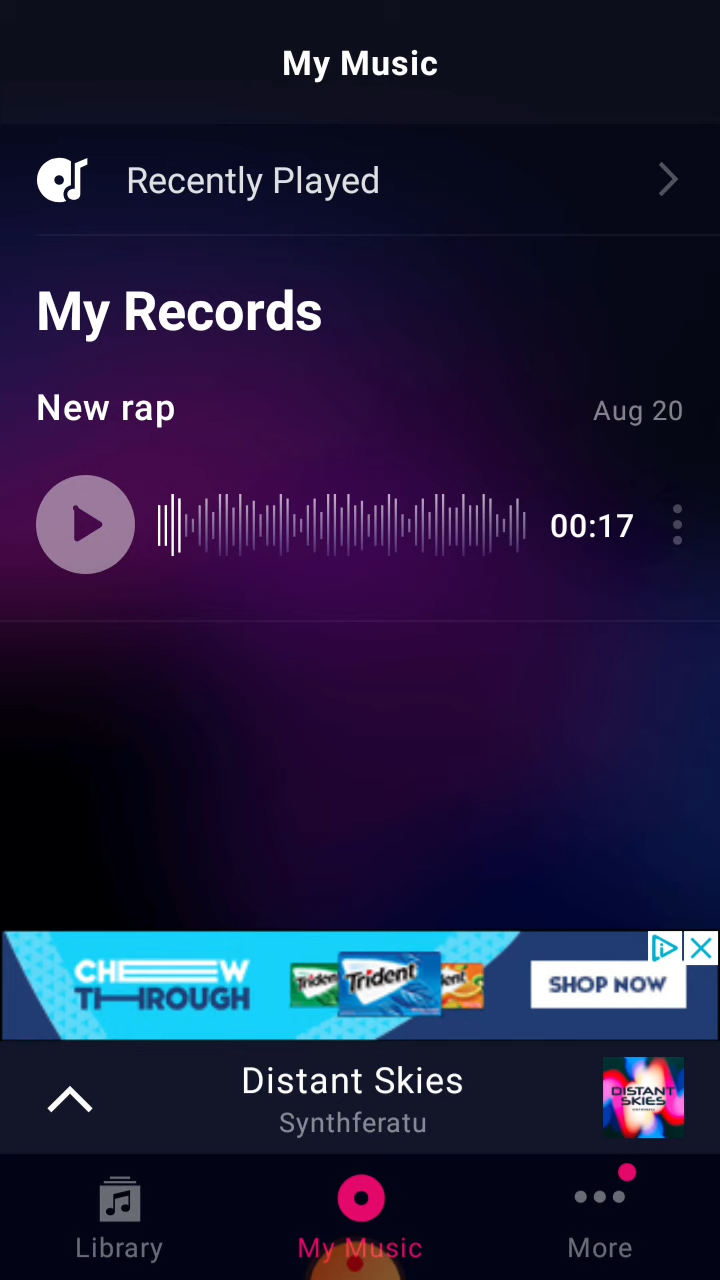 My Music
Recently Played
My Records
New rap
Aug 20
00:17
CHEW
THROUGH
Trident
Trident
SHOP NOW
Distant Skies
Synthferatu
DISTANT
SKIES
Library
My Music
More